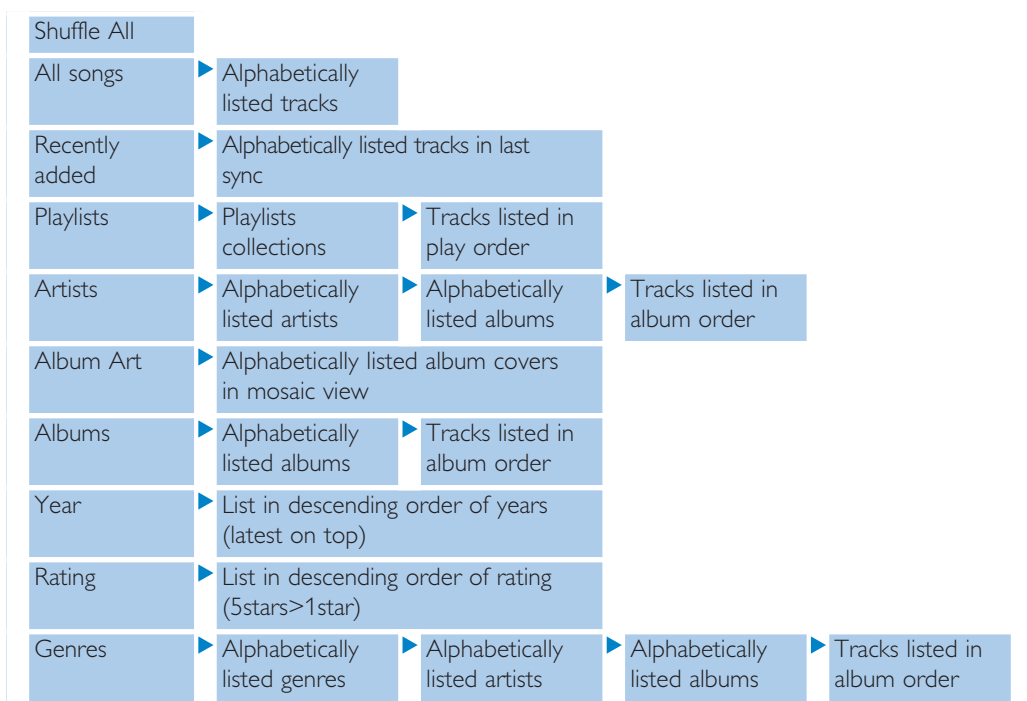 Shuffle All
All songs
Alphabetically
listed tracks
Recently
added
Alphabetically listed tracks in last
sync
Playlists
Playlists
collections
Tracks listed in
play order
Artists
Alphabetically
listed artists
Alphabetically
listed albums
Tracks listed in
album order
Album Art
Alphabetically listed album covers
in mosaic view
Albums
Alphabetically
listed albums
Tracks listed in
album order
Year
List in descending order of years
(latest on top)
Rating
List in descending order of rating
(5stars>1star)
Genres
Alphabetically
listed genres
Alphabetically
listed artists
Alphabetically
listed albums
Tracks listed in
album order